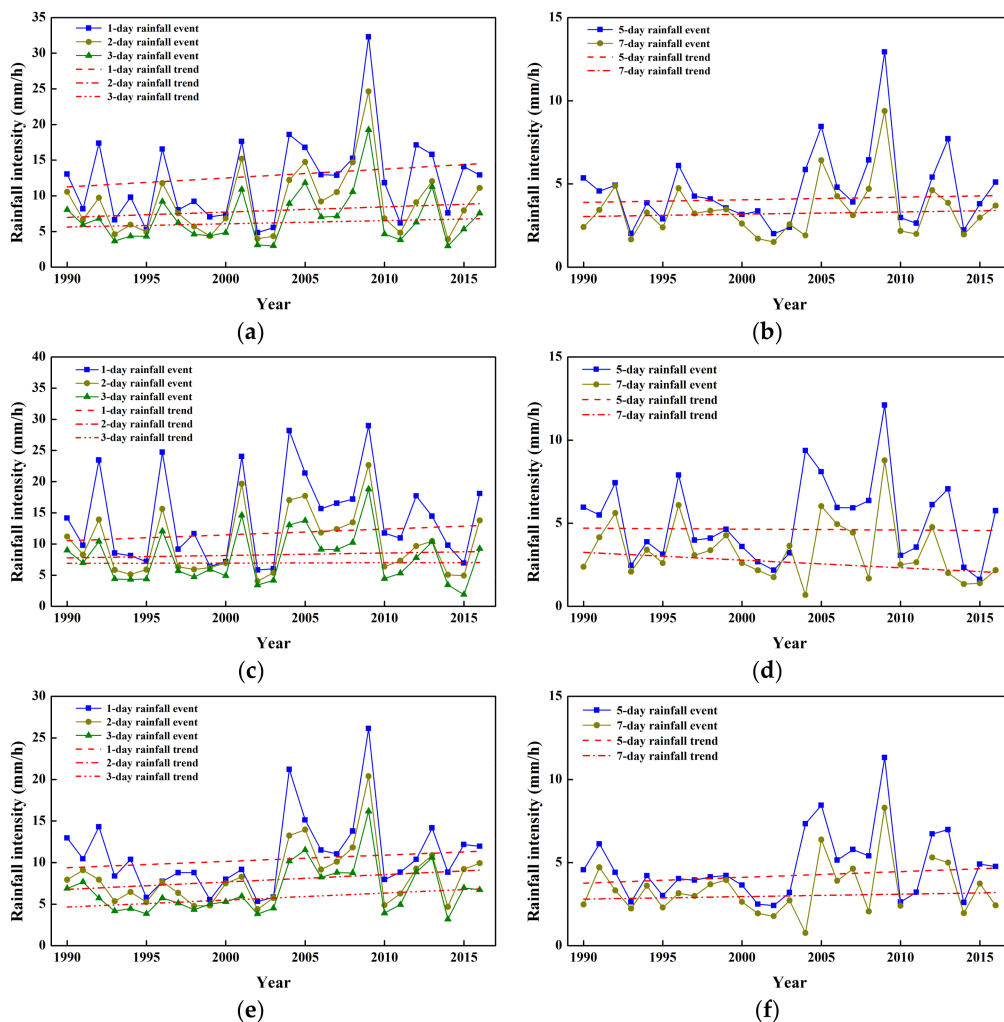 35
30
25
20
15
10
5
0
Rainfall intensity (mm/h)
1-day rainfall event
2-day rainfall event
3-day rainfall event
1-day rainfall trend
2-day rainfall trend
3-day rainfall trend
1990 1995 2000 2005 2010 2015
Year
(a)
15
10
5
0
Rainfall intensity (mm/h)
5-day rainfall event
7-day rainfall event
5-day rainfall trend
7-day rainfall trend
1990 1995 2000 2005 2010 2015
Year
(b)
40
35
30
25
20
15
10
5
0
Rainfall intensity (mm/h)
1-day rainfall event
2-day rainfall event
3-day rainfall event
1-day rainfall trend
2-day rainfall trend
3-day rainfall trend
1990 1995 2000 2005 2010 2015
Year
(c)
15
10
5
0
Rainfall intensity (mm/h)
5-day rainfall event
7-day rainfall event
5-day rainfall trend
7-day rainfall trend
1990 1995 2000 2005 2010 2015
Year
(d)
30
25
20
15
10
5
0
Rainfall intensity (mm/h)
1-day rainfall event
2-day rainfall event
3-day rainfall event
1-day rainfall trend
2-day rainfall trend
3-day rainfall trend
1990 1995 2000 2005 2010 2015
Year
(e)
15
10
5
0
Rainfall intensity (mm/h)
5-day rainfall event
7-day rainfall event
5-day rainfall trend
7-day rainfall trend
1990 1995 2000 2005 2010 2015
Year
(f)